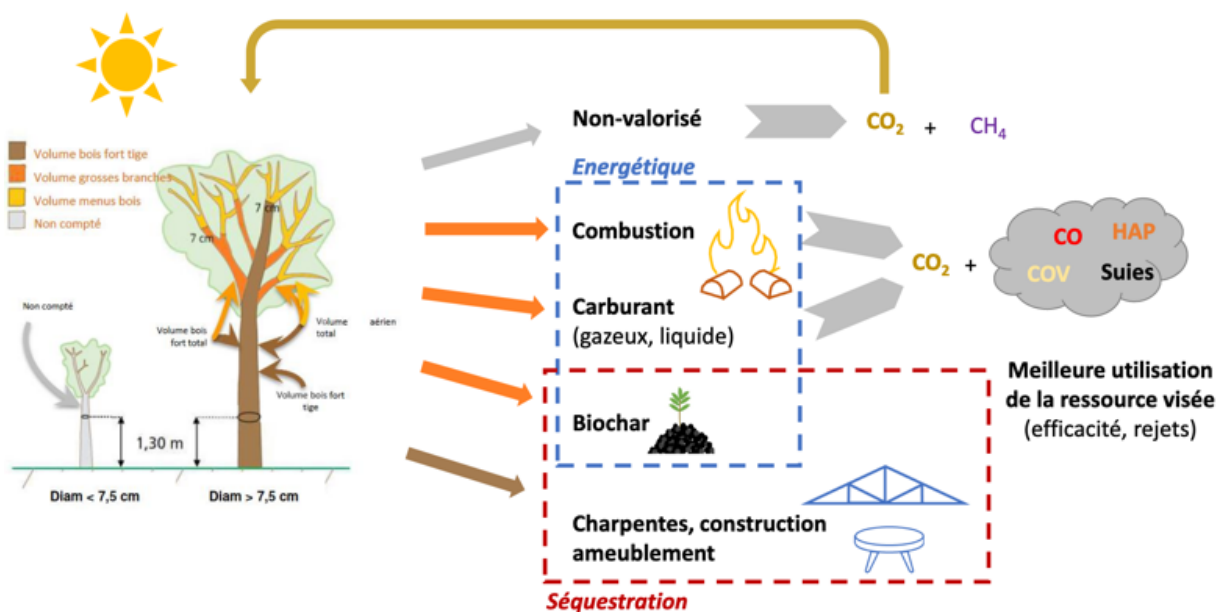 Volume bois fort tige
Volume grosses branches
Volume menus bois
Non compté
7 cm
7 cm
Non compté
Volume bois
fort total
Volume aérien
total
Volume bois fort
tige
1,30 m
Diam < 7,5 cm
Diam > 7,5 cm
Non-valorisé
CO2 + CH4
Energétique
Combustion
Carburant
(gazeux, liquide)
CO2 +
CO
HAP
COV
Suies
Biochar
Meilleure utilisation
de la ressource visée
(efficacité, rejets)
Charpentes, construction
ameublement
Séquestration